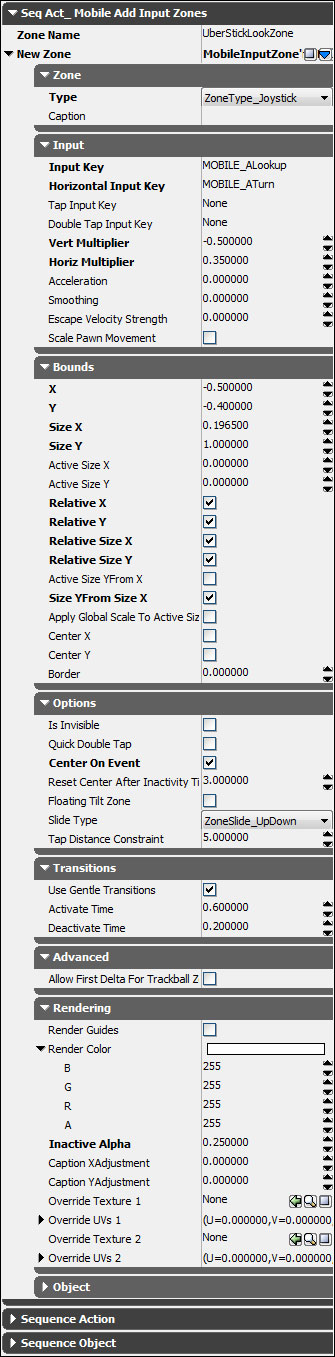 Seq Act_ Mobile Add Input Zones
Zone Name UberStickLookZone
New Zone MobileInputZone'
Zone
Type ZoneType_Joystick
Caption
Input
Input Key MOBILE_ALookup
Horizontal Input Key MOBILE_ATurn
Tap Input Key None
Double Tap Input Key None
Vert Multiplier -0.500000
Horiz Multiplier 0.350000
Acceleration 0.000000
Smoothing 0.000000
Escape Velocity Strength 0.000000
Scale Pawn Movement
Bounds
X -0.500000
Y -0.400000
Size X 0.196500
Size Y 1.000000
Active Size X 0.000000
Active Size Y 0.000000
Relative X
Relative Y
Relative Size X
Relative Size Y
Active Size YFrom X
Size YFrom Size X
Apply Global Scale To Active Siz
Center X
Center Y
Border 0.000000
Options
Is Invisible
Quick Double Tap
Center On Event
Reset Center After Inactivity Ti 3.000000
Floating Tilt Zone
Slide Type ZoneSlide_UpDown
Tap Distance Constraint 5.000000
Transitions
Use Gentle Transitions
Activate Time 0.600000
Deactivate Time 0.200000
Advanced
Allow First Delta For Trackball Z
Rendering
Render Guides
Render Color
B 255
G 255
R 255
A 255
Inactive Alpha 0.250000
Caption XAdjustment 0.000000
Caption YAdjustment 0.000000
Override Texture 1 None
Override UVs 1 (U=0.000000,V=0.000000,
Override Texture 2 None
Override UVs 2 (U=0.000000,V=0.000000,
Object
Sequence Action
Sequence Object